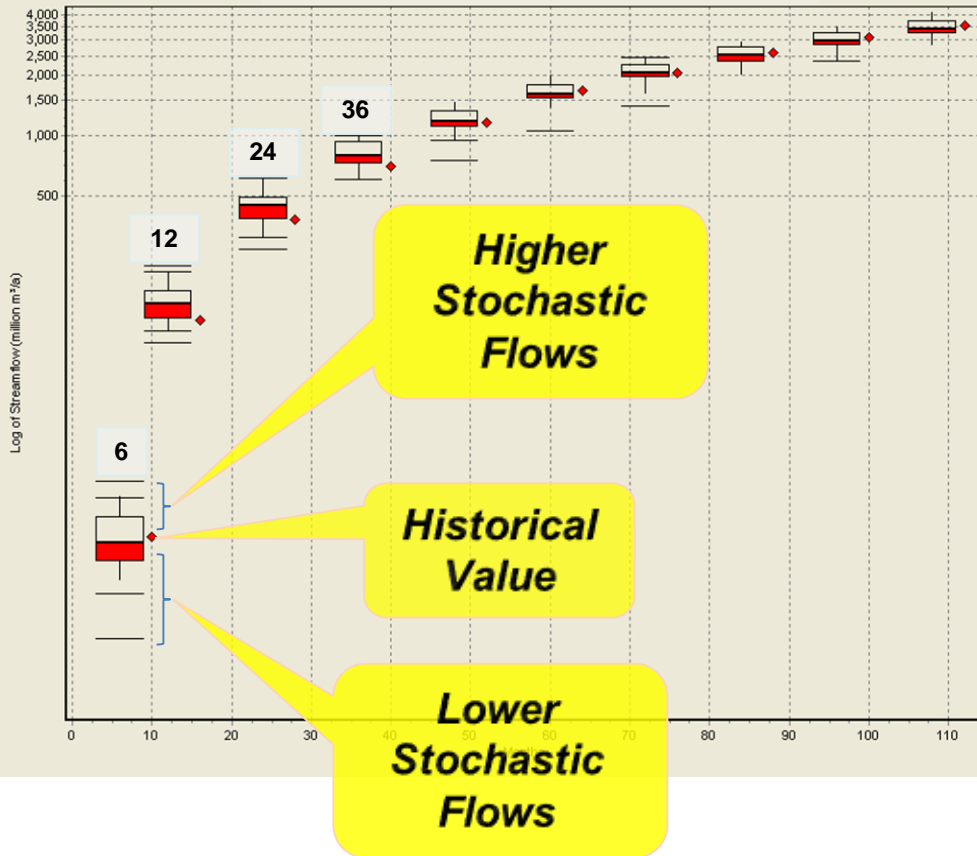 4,000
3,500
3,000
2,500
2,000
1,500
1,000
500
Log of Streamflow (million m³/a)
36
24
12
6
Higher
Stochastic
Flows
Historical
Value
Lower
Stochastic
Flows
0 10 20 30 40 50 60 70 80 90 100 110
Months